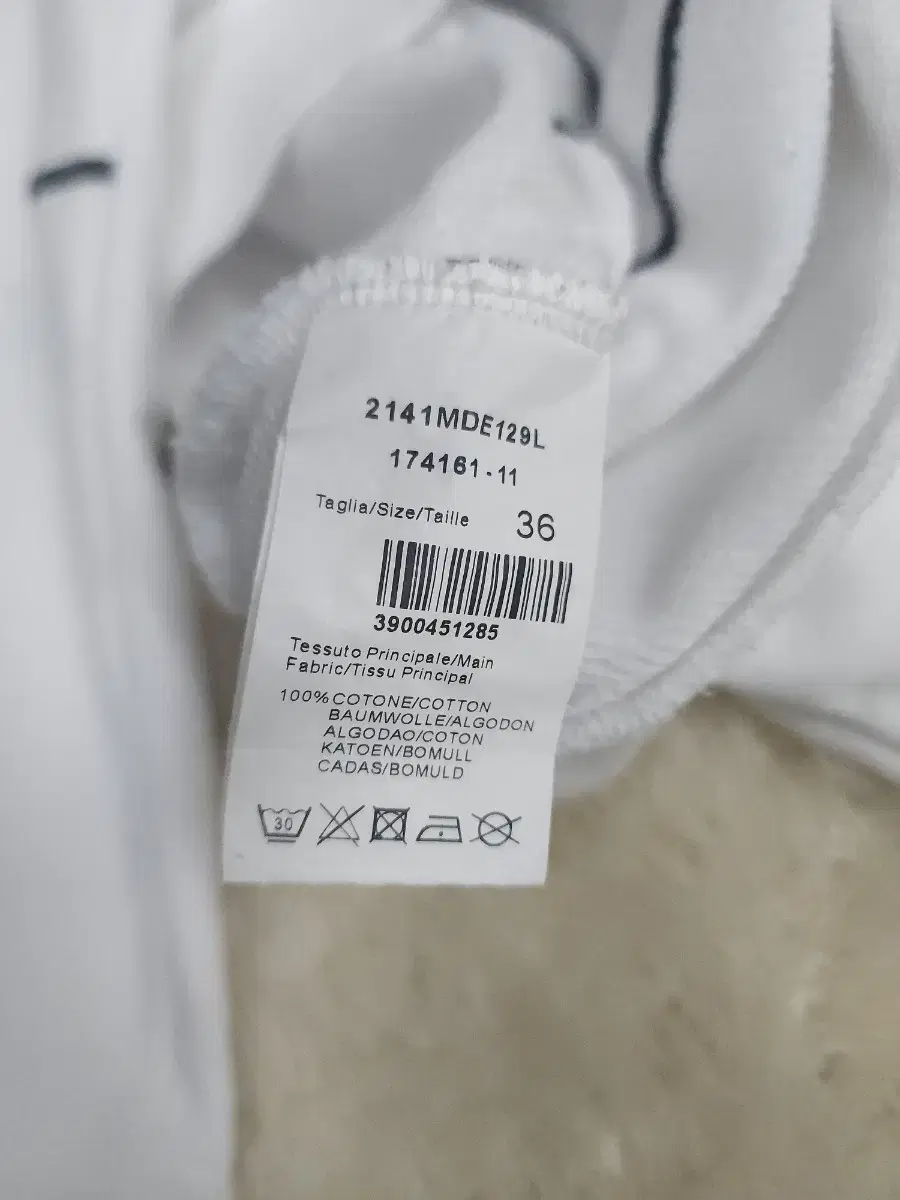 2141MDE129L
174161-11
Taglia/Size/Taille 36
3900451285
Tessuto Principale/Main
Fabric/Tissu Principal
100% COTONE/COTTON
BAUMWOLLE/ALGODON
ALGODAO/COTON
KATOEN/BOMULL
CADAS/BOMULD
30